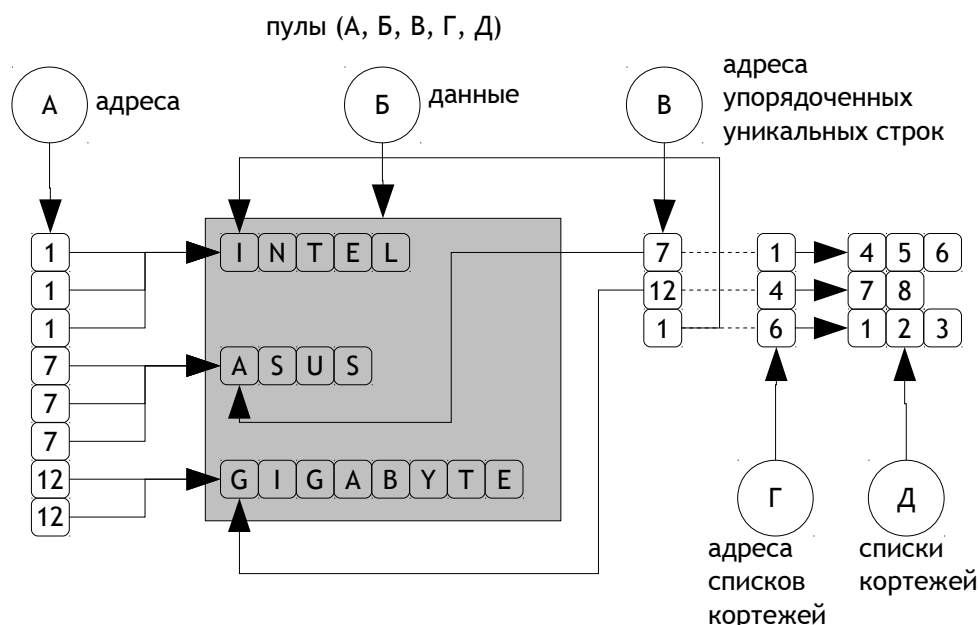 пулы (А, Б, В, Г, Д)
А адреса
Б данные
В
адреса
упорядоченных
уникальных строк
1 I N T E L 7 1 4 5 6
1 12 4 7 8
1 1 6 1 2 3
7 A S U S
7
7
12 G I G A B Y T E
12
Г Д
адреса
списков
кортежей
списки
кортежей